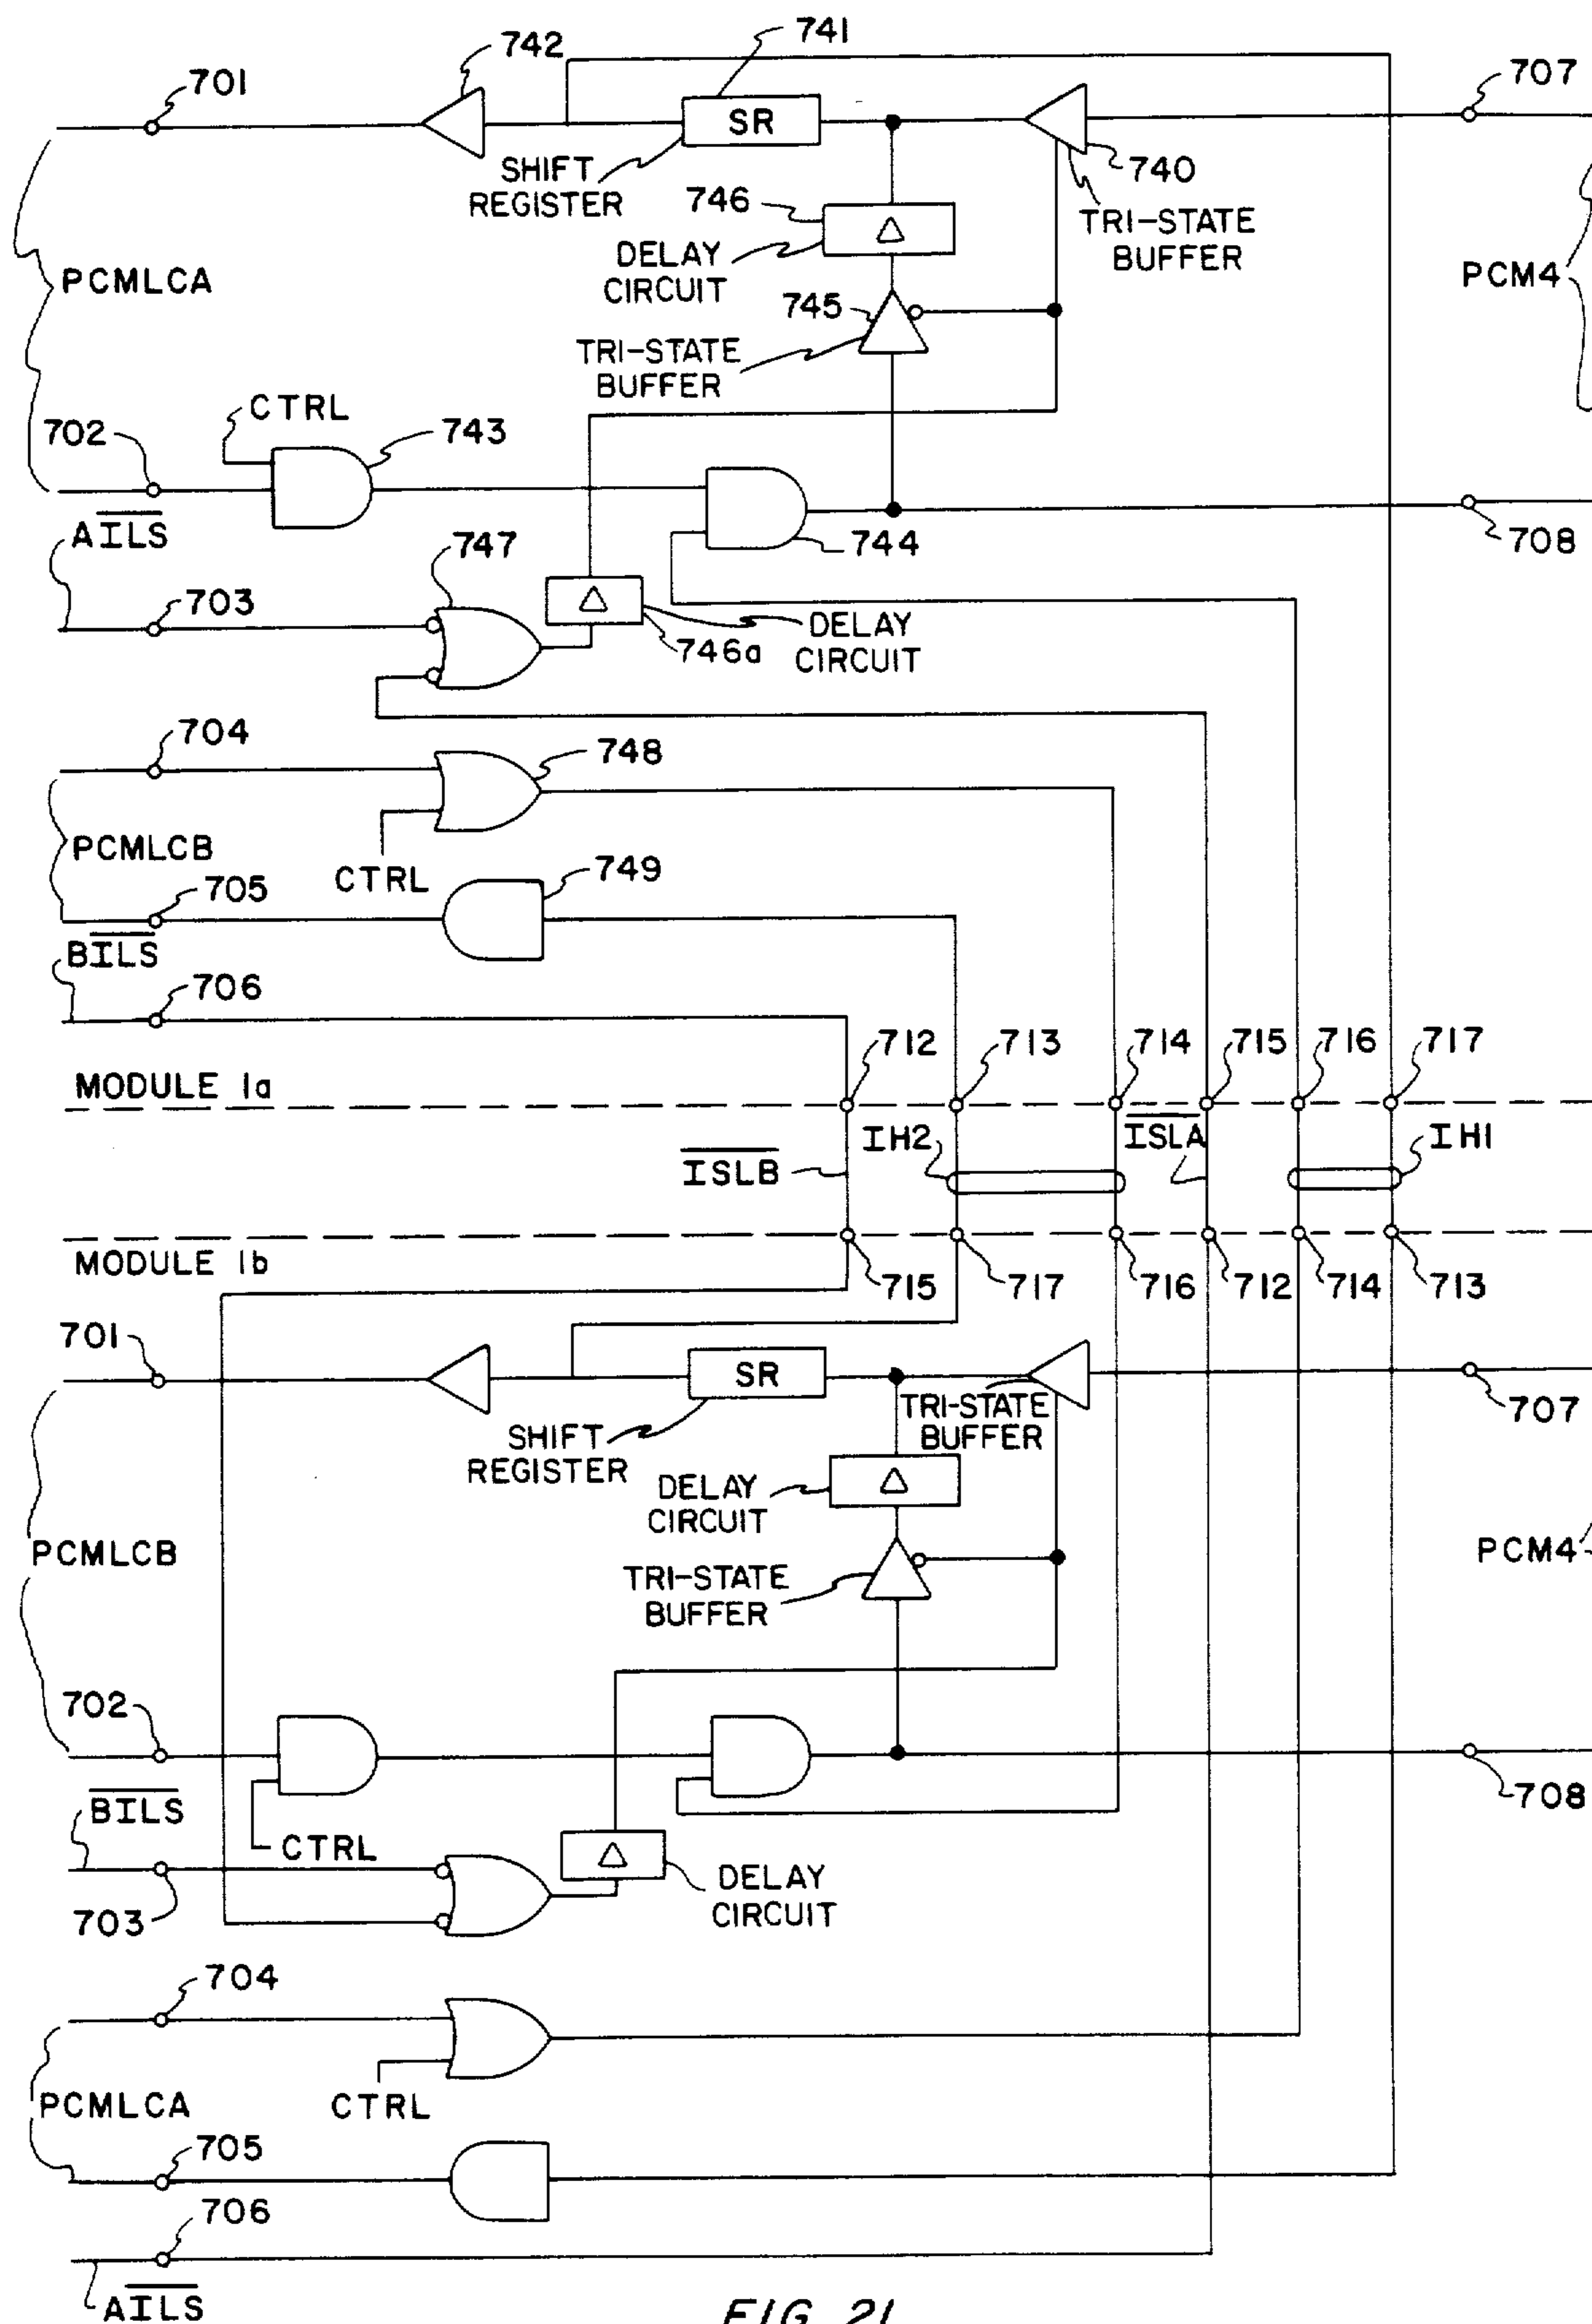 741
742
701
707
SR
SHIFT
REGISTER
740
746
TRI-STATE
BUFFER
DELAY
CIRCUIT
PCMLCA
PCM4
745
TRI-STATE
BUFFER
CTRL
702
743
AILS
747
744
708
703
DELAY
CIRCUIT
746a
704
748
PCMLCB
CTRL
749
705
BILS
706
712
713
714
715
716
717
MODULE 1a
IH2
ISLA
IH1
ISLB
MODULE 1b
715
717
716
712
714
713
701
SR
TRI-STATE
BUFFER
707
SHIFT
REGISTER
DELAY
CIRCUIT
PCMLCB
PCM4'
TRI-STATE
BUFFER
702
BILS
708
CTRL
DELAY
CIRCUIT
703
704
PCMLCA
CTRL
705
706
AILS
FIG. 21